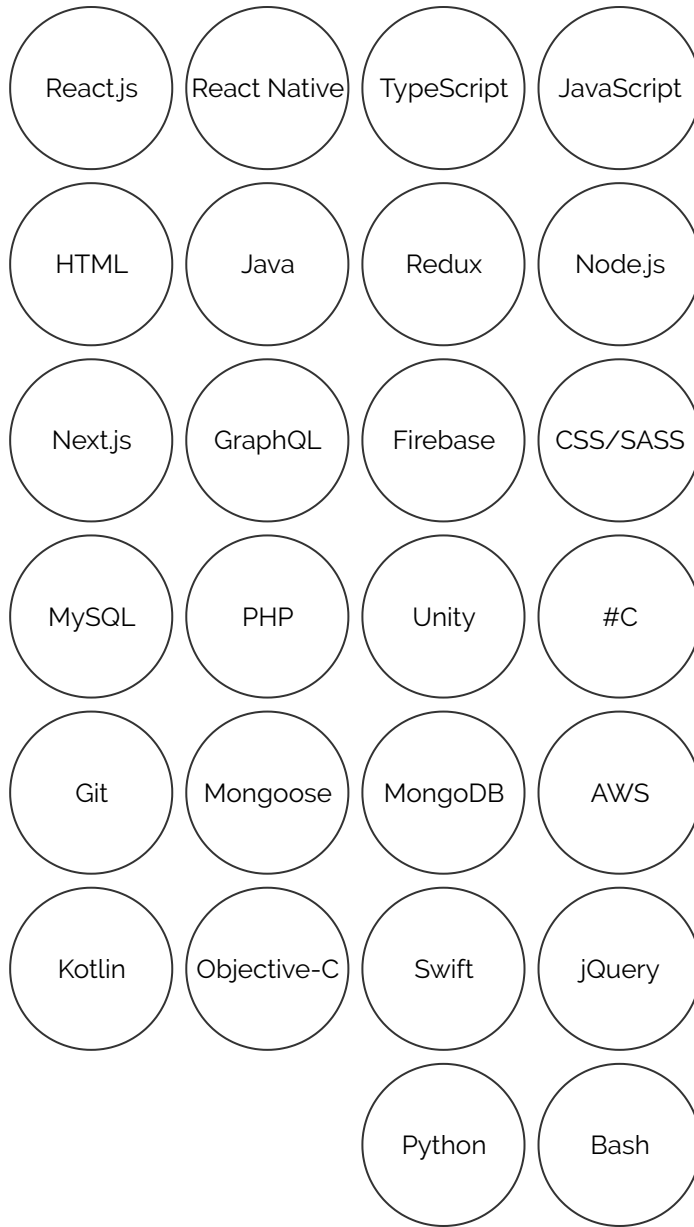 React.js
React Native
TypeScript
JavaScript
HTML
Java
Redux
Node.js
Next.js
GraphQL
Firebase
CSS/SASS
MySQL
PHP
Unity
#C
Git
Mongoose
MongoDB
AWS
Kotlin
Objective-C
Swift
jQuery
Python
Bash